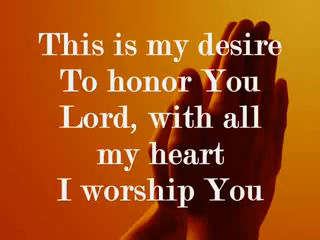 This is my desire
To honor You
Lord, with all
my heart
I worship You